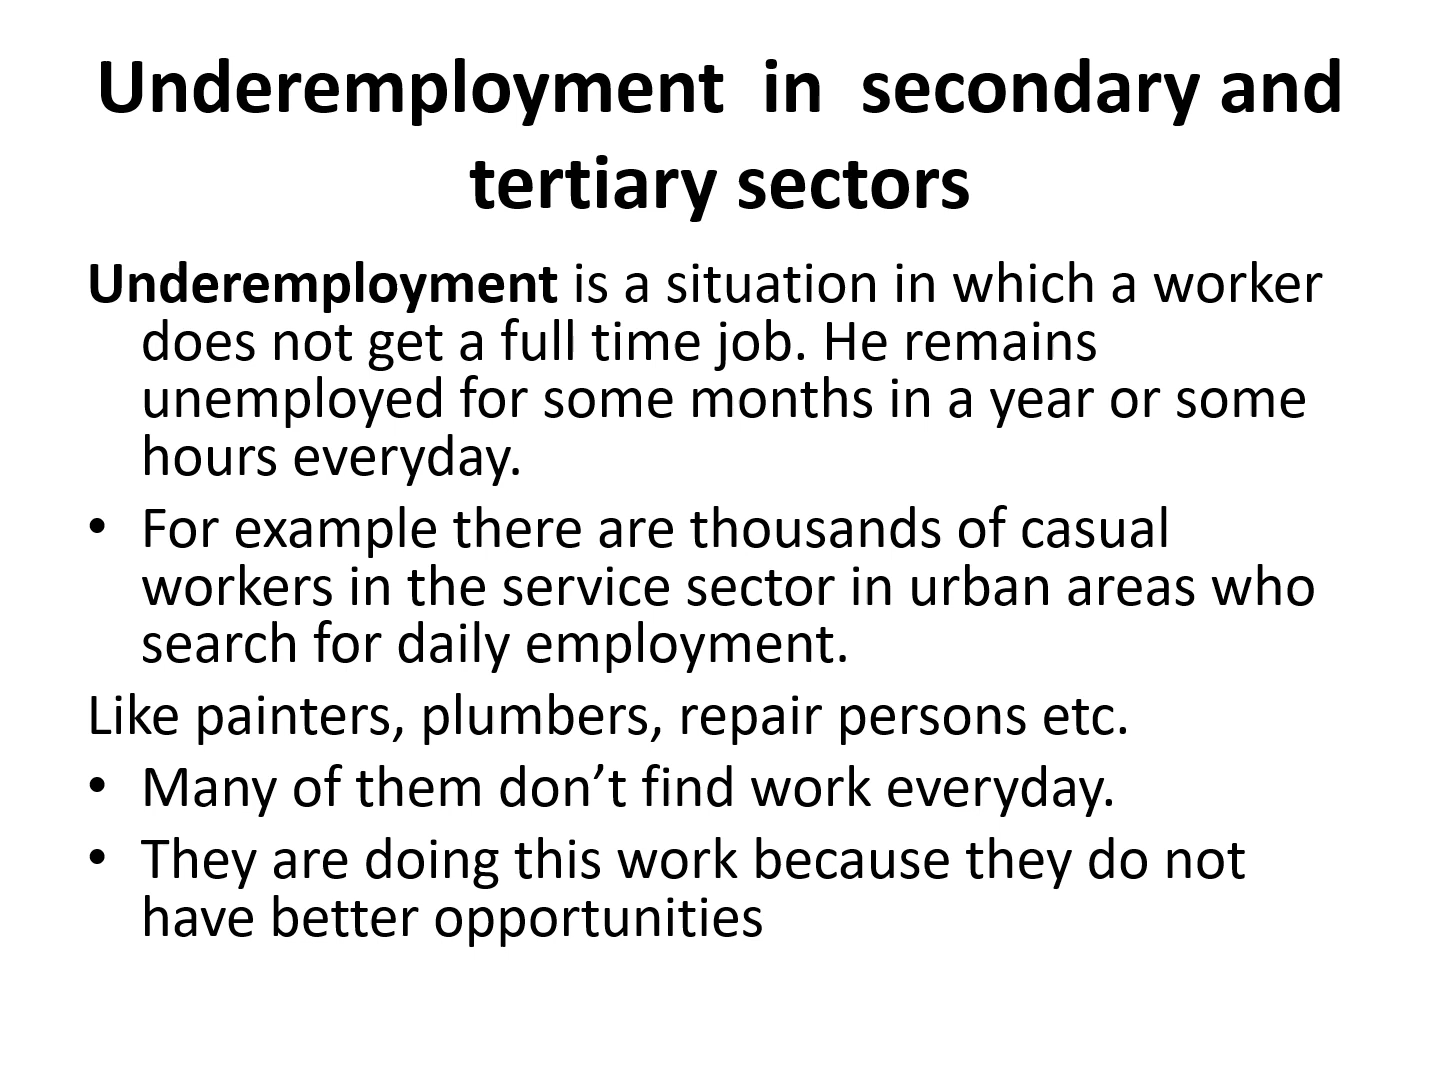 Underemployment in secondary and
tertiary sectors
Underemployment is a situation in which a worker
does not get a full time job. He remains
unemployed for some months in a year or some
hours everyday.
• For example there are thousands of casual
workers in the service sector in urban areas who
search for daily employment.
Like painters, plumbers, repair persons etc.
• Many of them don’t find work everyday.
• They are doing this work because they do not
have better opportunities